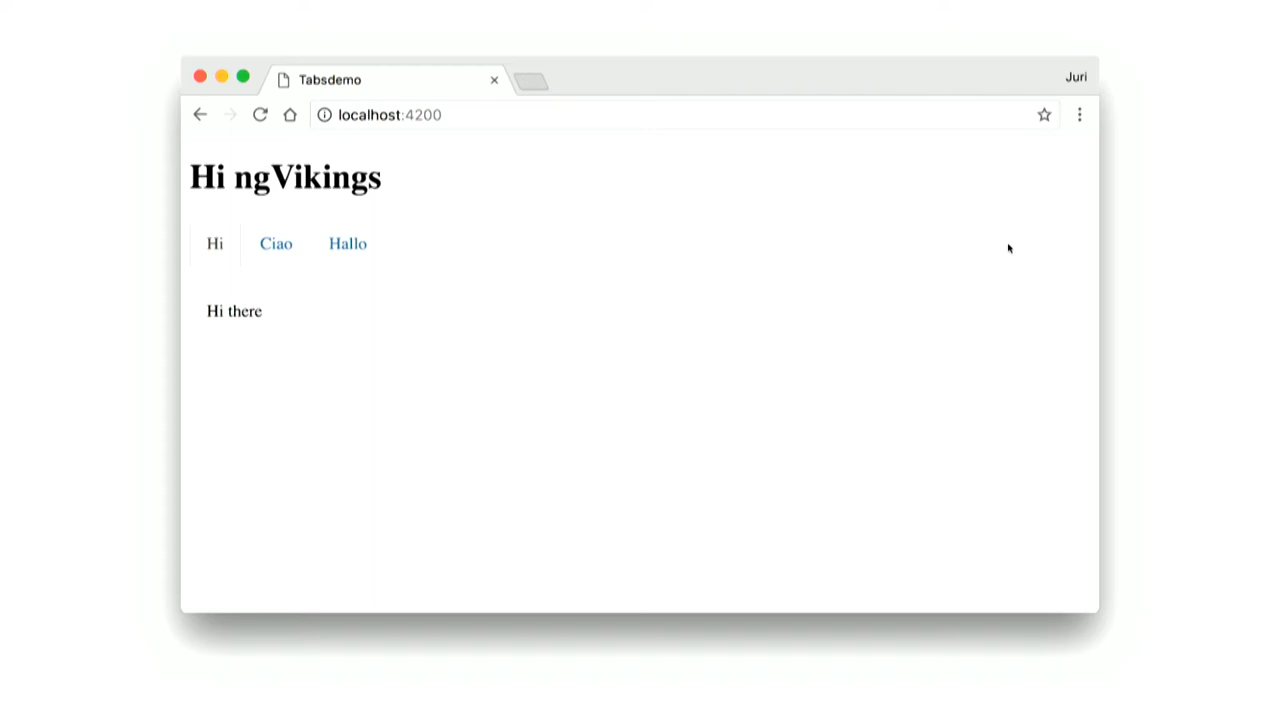 Tabsdemo
Juri
localhost:4200
Hi ngVikings
Hi Ciao Hallo
Hi there